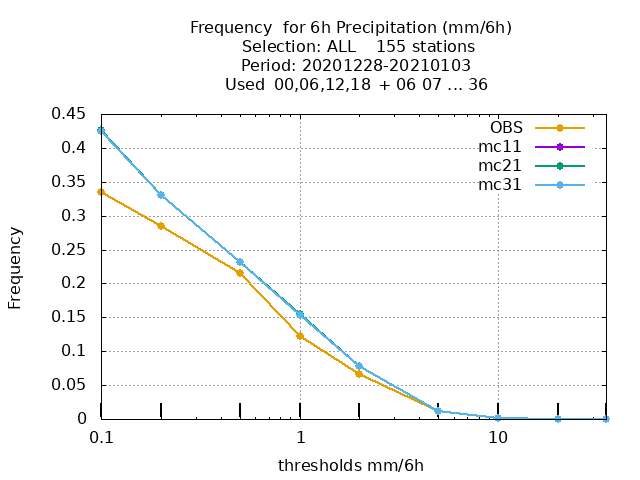 Frequency  for 6h Precipitation (mm/6h)
Selection: ALL    155 stations
Period: 20201228-20210103
Used  00,06,12,18 + 06 07 ... 36
OBS
mc11
mc21
mc31
0.45
0.4
0.35
0.3
0.25
0.2
0.15
0.1
0.05
0
Frequency
0.1 1 10
thresholds mm/6h